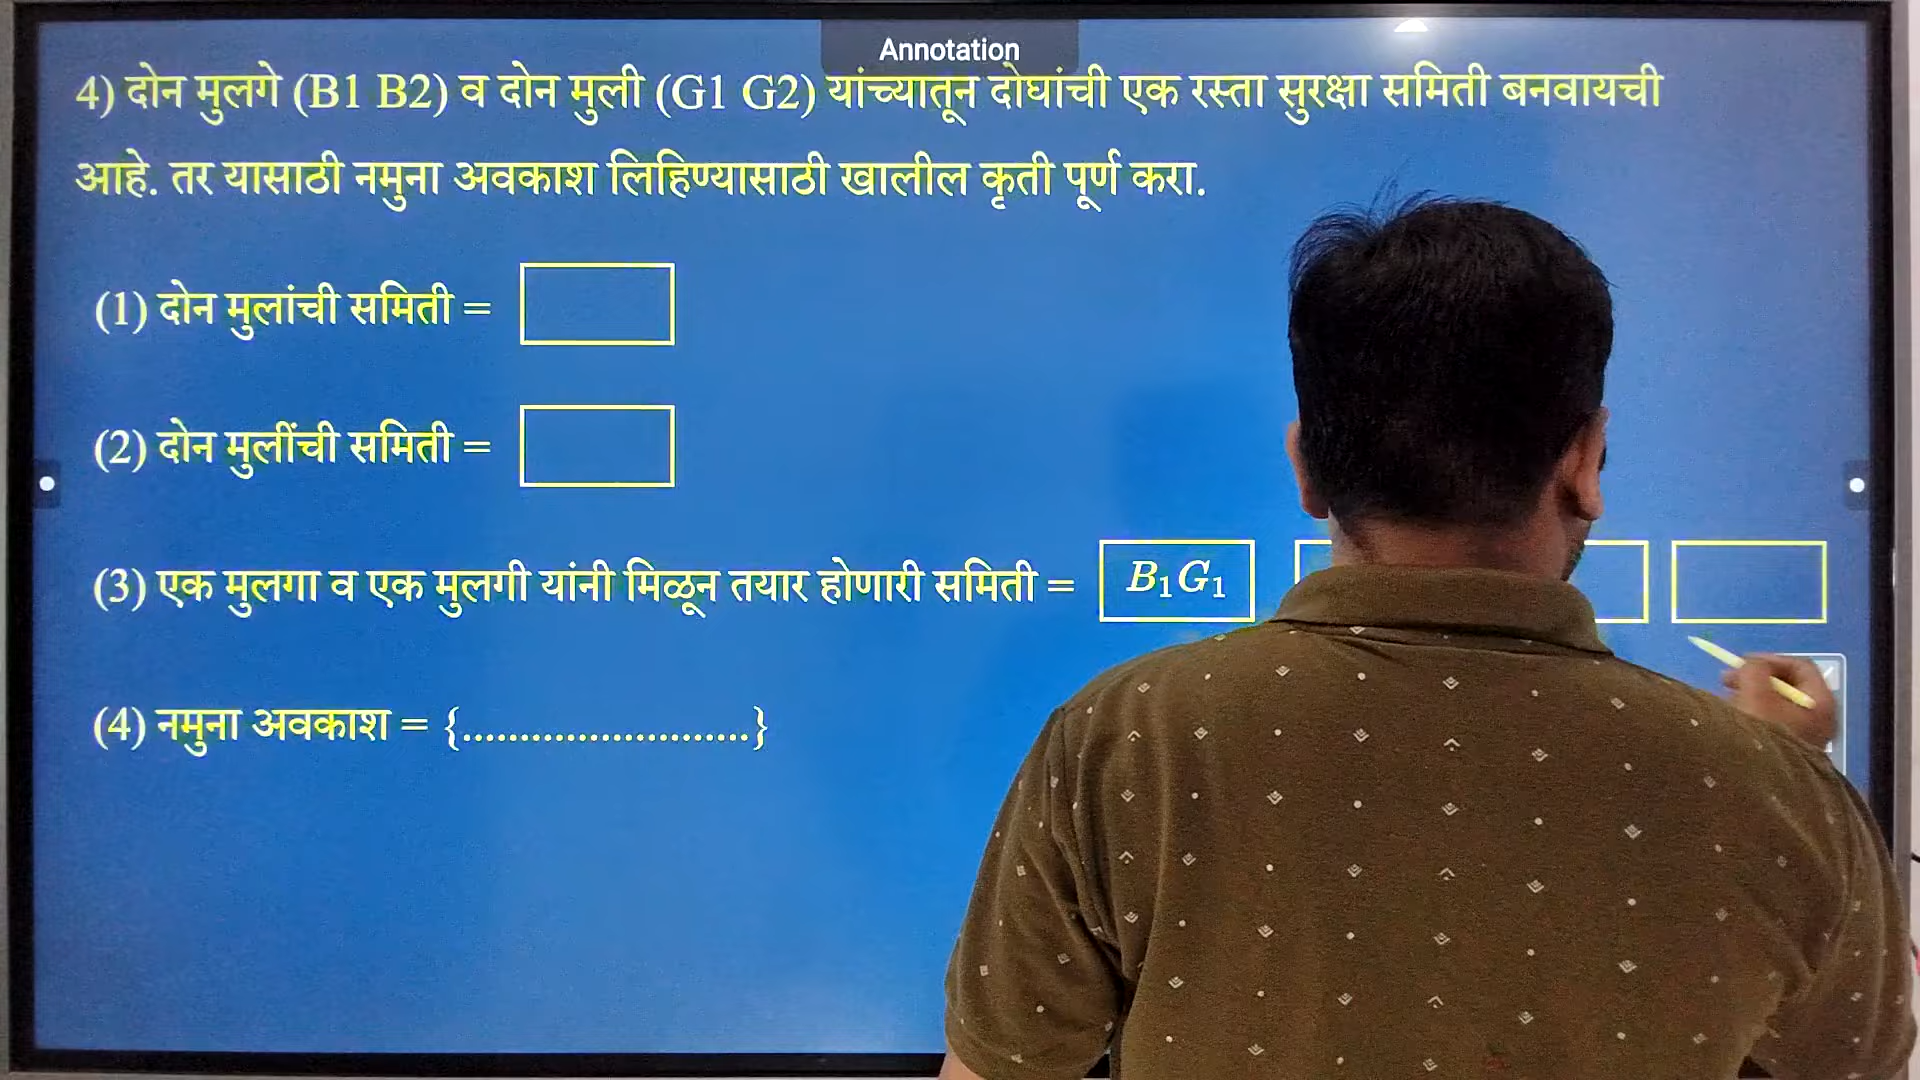 Annotation
4) दोन मुलगे (B1 B2) व दोन मुली (G1 G2) यांच्यातून दोघांची एक रस्ता सुरक्षा समिती बनवायची
आहे. तर यासाठी नमुना अवकाश लिहिण्यासाठी खालील कृती पूर्ण करा.
(1) दोन मुलांची समिती =
(2) दोन मुलींची समिती =
(3) एक मुलगा व एक मुलगी यांनी मिळून तयार होणारी समिती = B₁G₁
(4) नमुना अवकाश = {.........................}